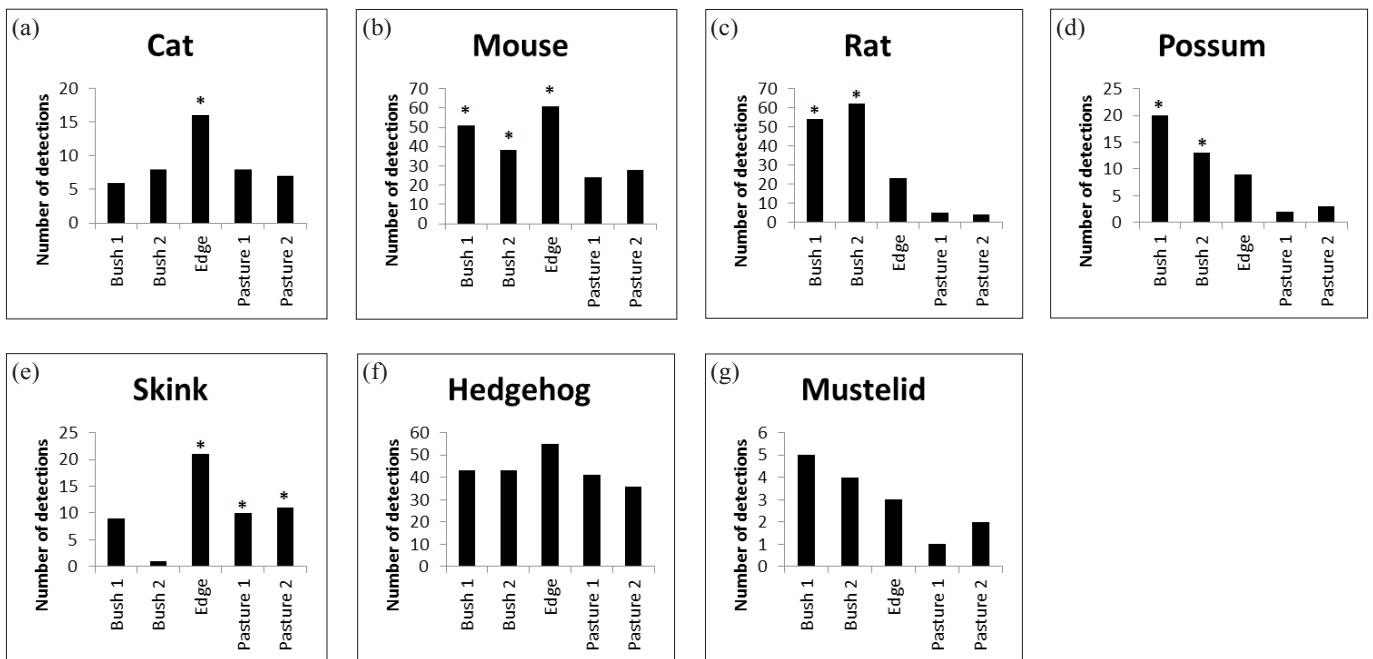 (a)
Cat
Number of detections
20
15
10
5
0
*
Bush 1
Bush 2
Edge
Pasture 1
Pasture 2
(b)
Mouse
Number of detections
70
60
50
40
30
20
10
0
*
*
*
Bush 1
Bush 2
Edge
Pasture 1
Pasture 2
(c)
Rat
Number of detections
70
60
50
40
30
20
10
0
*
*
Bush 1
Bush 2
Edge
Pasture 1
Pasture 2
(d)
Possum
Number of detections
25
20
15
10
5
0
*
*
Bush 1
Bush 2
Edge
Pasture 1
Pasture 2
(e)
Skink
Number of detections
25
20
15
10
5
0
*
*
*
Bush 1
Bush 2
Edge
Pasture 1
Pasture 2
(f)
Hedgehog
Number of detections
60
50
40
30
20
10
0
Bush 1
Bush 2
Edge
Pasture 1
Pasture 2
(g)
Mustelid
Number of detections
6
5
4
3
2
1
0
Bush 1
Bush 2
Edge
Pasture 1
Pasture 2